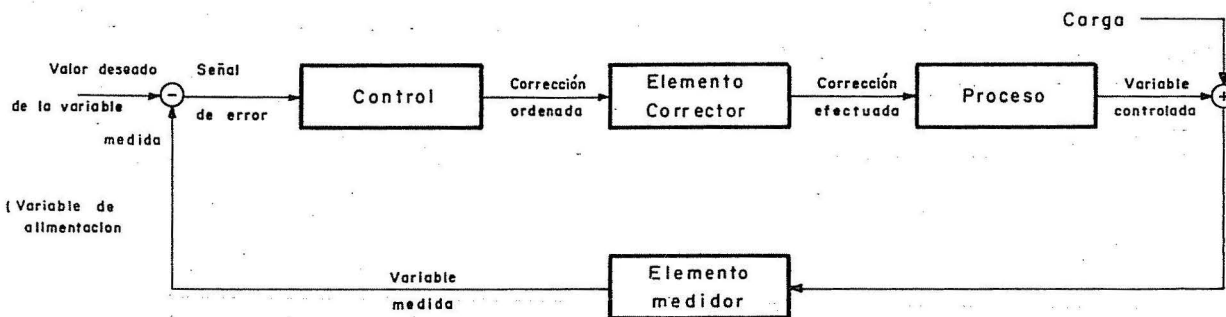 Carga
Valor deseado
de la variable
medida
Señal
de error
Control
Corrección
ordenada
Elemento
Corrector
Corrección
efectuada
Proceso
Variable
controlada
(Variable de
alimentacion
Variable
medida
Elemento
medidor